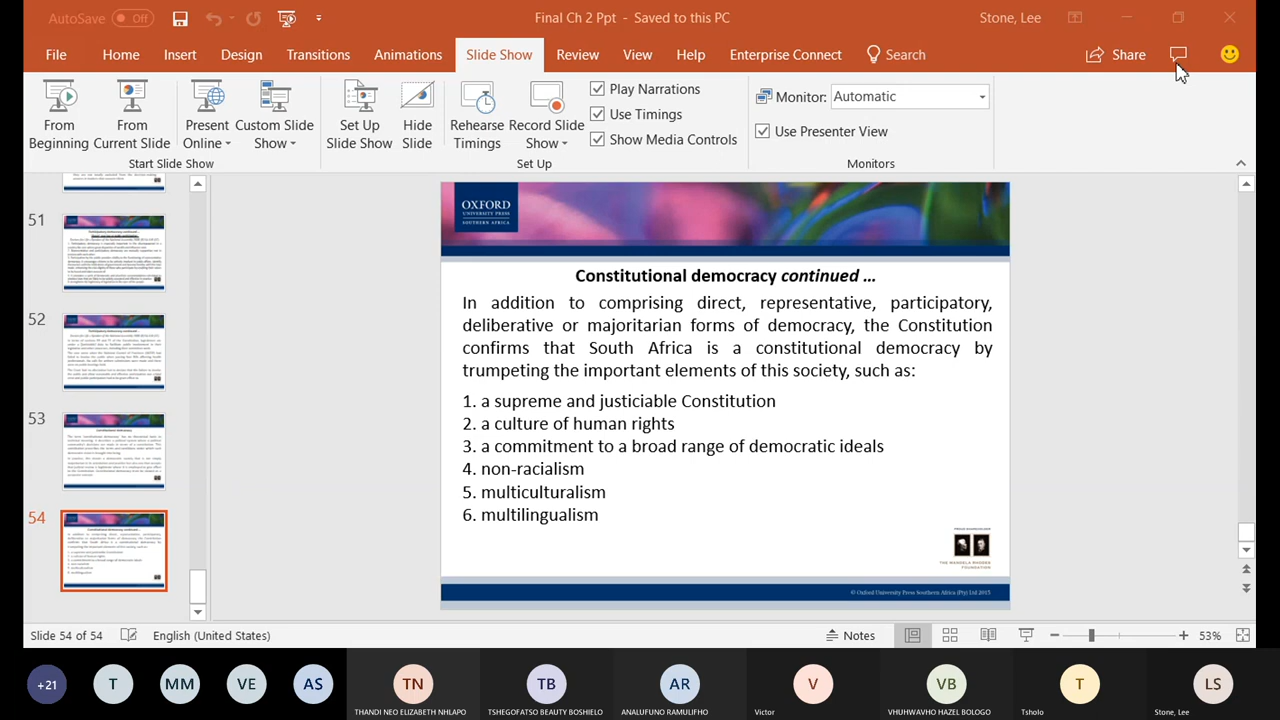 AutoSave Off
Final Ch 2 Ppt - Saved to this PC
Stone, Lee
File Home Insert Design Transitions Animations Slide Show Review View Help Enterprise Connect Search Share
From Beginning
From Current Slide
Present Online
Custom Slide Show
Set Up Slide Show
Hide Slide
Rehearse Timings
Record Slide Show
Play Narrations
Use Timings
Show Media Controls
Monitor: Automatic
Use Presenter View
Start Slide Show
Set Up
Monitors
51
52
53
54
OXFORD
UNIVERSITY PRESS
SOUTHERN AFRICA
Constitutional democracy continued ...
In addition to comprising direct, representative, participatory,
deliberative or majoritarian forms of democracy, the Constitution
confirms that South Africa is a constitutional democracy by
trumpeting the important elements of this society, such as:
1. a supreme and justiciable Constitution
2. a culture of human rights
3. a commitment to a broad range of democratic ideals
4. non-racialism
5. multiculturalism
6. multilingualism
THE MANDELA RHODES
FOUNDATION
© Oxford University Press Southern Africa (Pty) Ltd 2015
Slide 54 of 54
English (United States)
Notes
53%
+21
T
MM
VE
AS
TN
TB
AR
V
VB
T
LS
THANDI NEO ELIZABETH NHLAPO
TSHEGOFATSO BEAUTY BOSHIELO
ANALUFUNO RAMULIFHO
Victor
VHUHWAVHO HAZEL BOLOGO
Tsholo
Stone, Lee